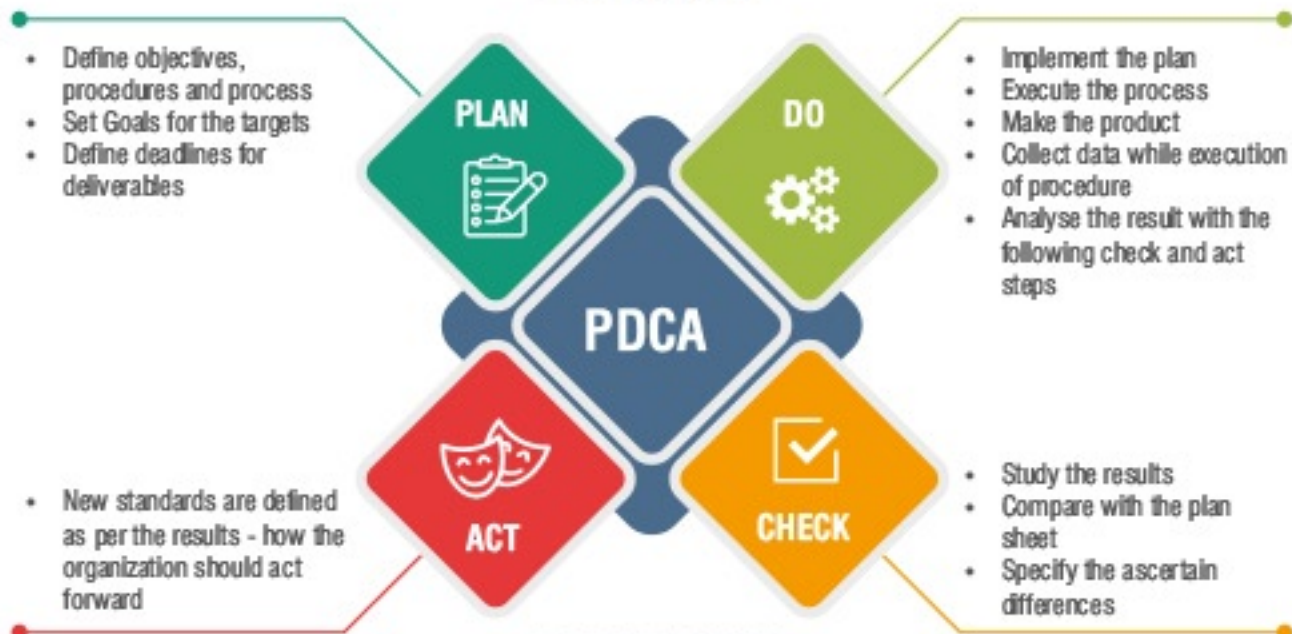 • Define objectives,
procedures and process
• Set Goals for the targets
• Define deadlines for
deliverables
PLAN
DO
• Implement the plan
• Execute the process
• Make the product
• Collect data while execution
of procedure
• Analyse the result with the
following check and act
steps
PDCA
• New standards are defined
as per the results - how the
organization should act
forward
ACT
CHECK
• Study the results
• Compare with the plan
sheet
• Specify the ascertain
differences